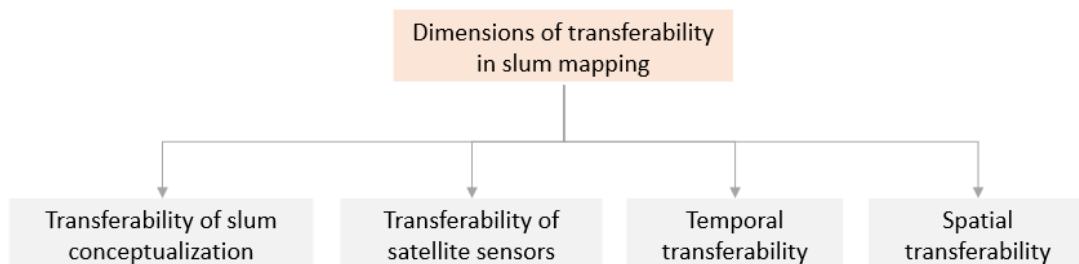 Dimensions of transferability
in slum mapping
Transferability of slum
conceptualization
Transferability of
satellite sensors
Temporal
transferability
Spatial
transferability